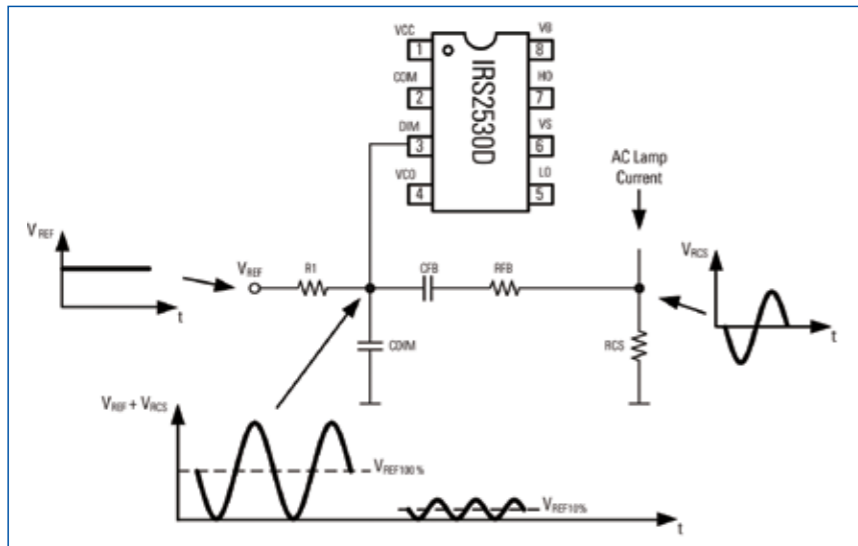 VCC
1
COM
2
DIM
3
VCO
4
IRS2530D
VB
8
HO
7
VS
6
LO
5
AC Lamp
Current
V REF
t
VREF
R1
CFB
RFB
CDIM
RCS
VRCS
t
VREF + VRCS
VREF100%
VREF10%
t